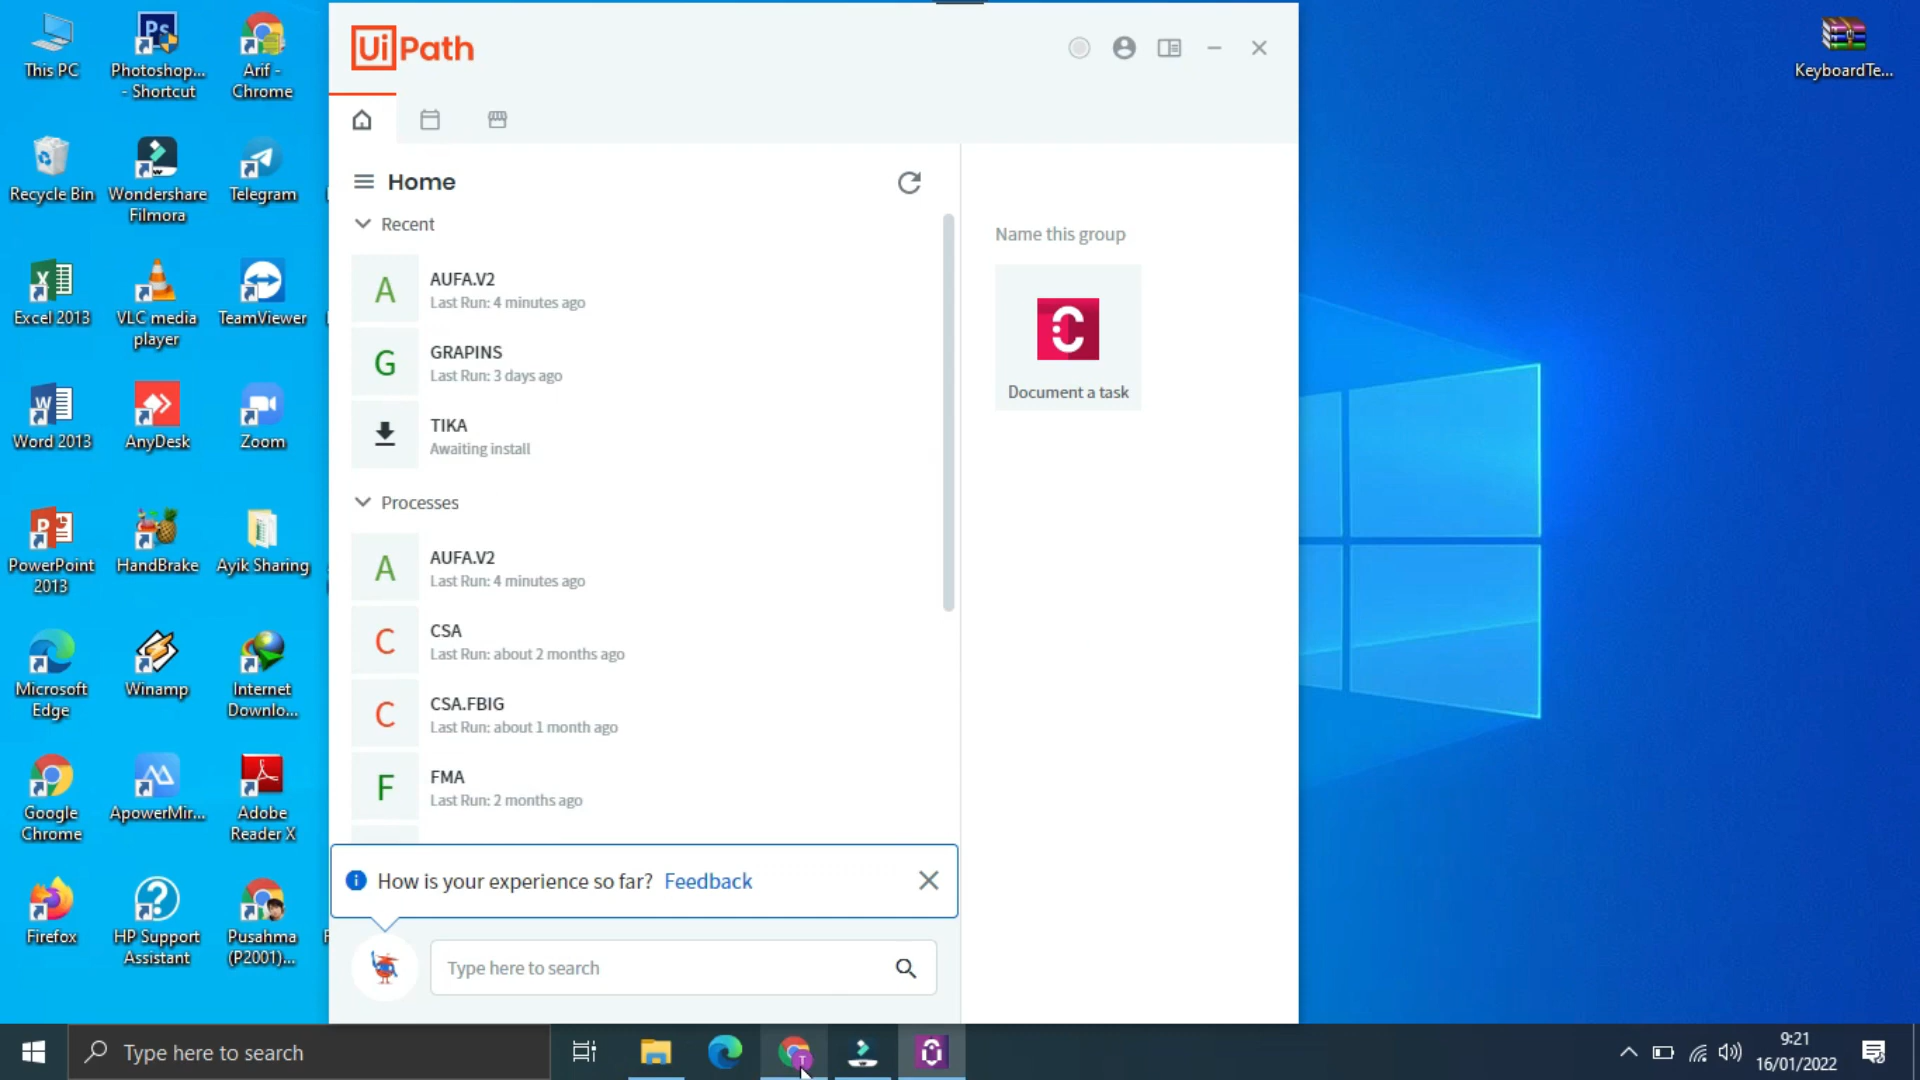 This PC
Photoshop...
- Shortcut
Arif -
Chrome
Recycle Bin
Wondershare
Filmora
Telegram
Excel 2013
VLC media
player
TeamViewer
Word 2013
AnyDesk
Zoom
PowerPoint
2013
HandBrake
Ayik Sharing
Microsoft
Edge
Winamp
Internet
Downlo...
Google
Chrome
ApowerMir...
Adobe
Reader X
Firefox
HP Support
Assistant
Pusahma
(P2001)...
UiPath
Home
Recent
A
AUFA.V2
Last Run: 4 minutes ago
G
GRAPINS
Last Run: 3 days ago
TIKA
Awaiting install
Processes
A
AUFA.V2
Last Run: 4 minutes ago
C
CSA
Last Run: about 2 months ago
C
CSA.FBIG
Last Run: about 1 month ago
F
FMA
Last Run: 2 months ago
How is your experience so far? Feedback
Type here to search
Name this group
Document a task
KeyboardTe...
Type here to search
9:21
16/01/2022